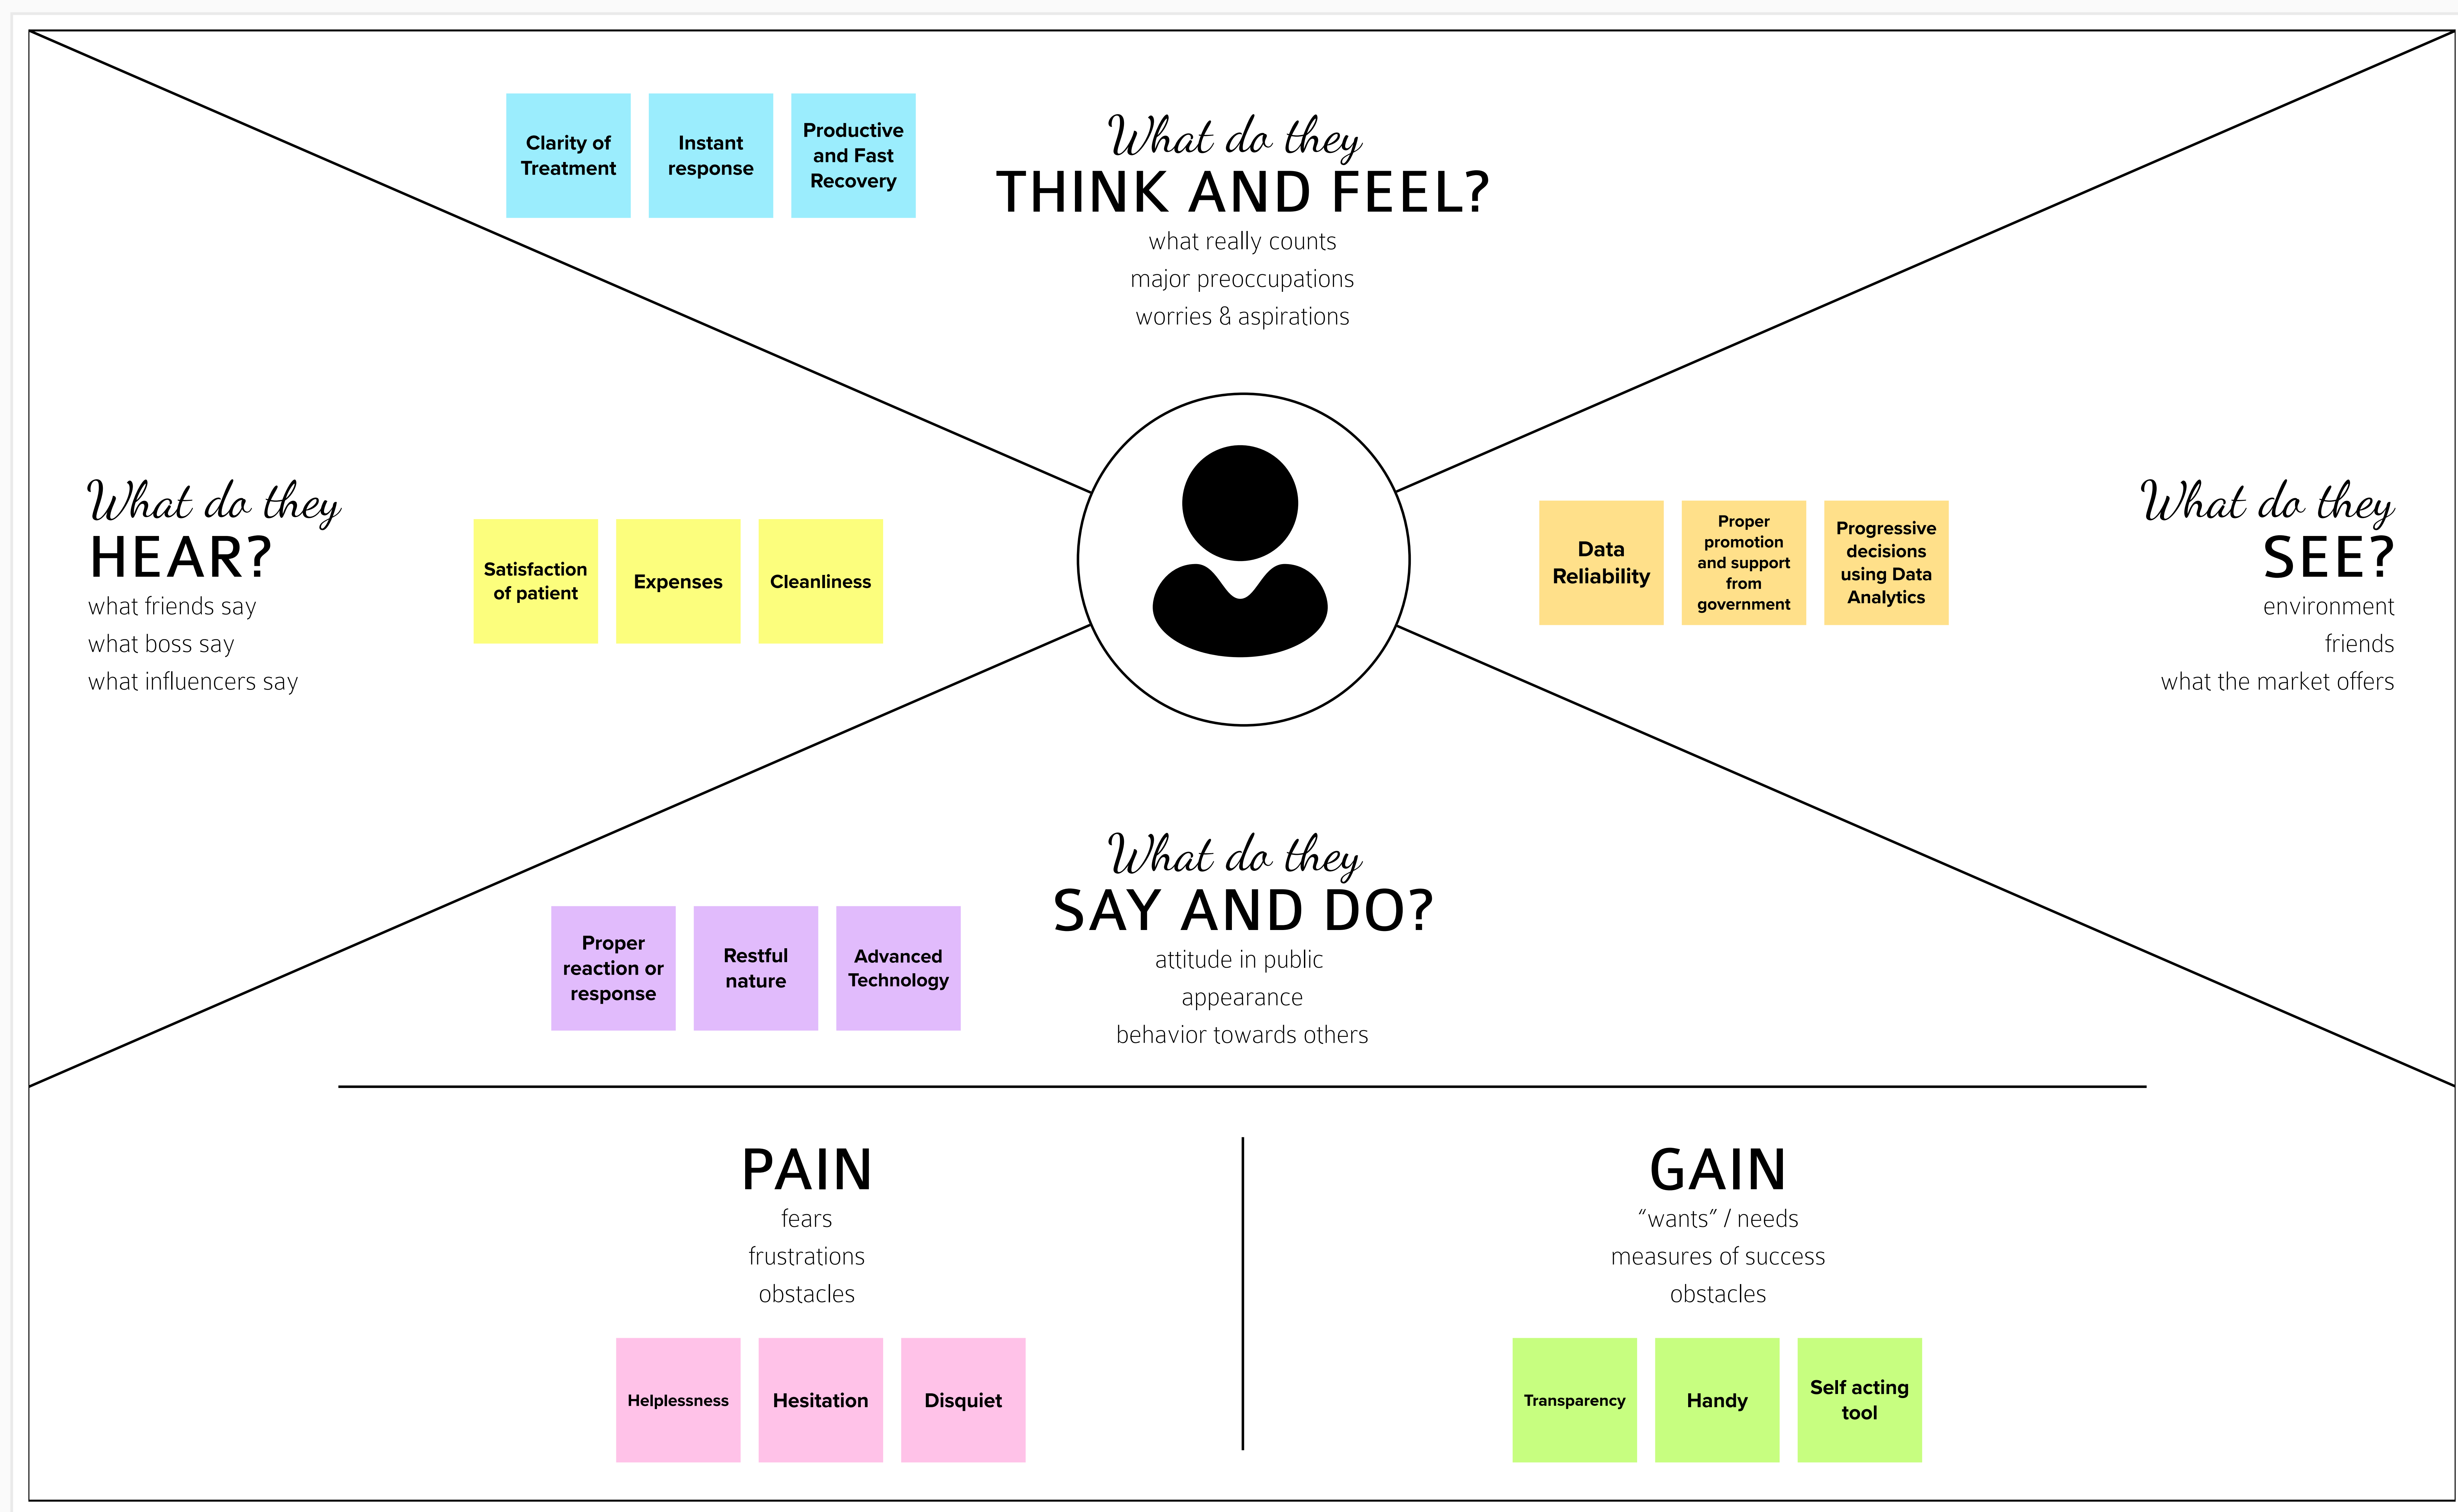 Clarity of
Treatment
Instant
response
Productive
and Fast
Recovery
What do they
THINK AND FEEL?
what really counts
major preoccupations
worries & aspirations
What do they
HEAR?
what friends say
what boss say
what influencers say
Satisfaction
of patient
Expenses
Cleanliness
Data
Reliability
Proper
promotion
and support
from
government
Progressive
decisions
using Data
Analytics
What do they
SEE?
environment
friends
what the market offers
What do they
SAY AND DO?
attitude in public
appearance
behavior towards others
Proper
reaction or
response
Restful
nature
Advanced
Technology
PAIN
fears
frustrations
obstacles
Helplessness
Hesitation
Disquiet
GAIN
“wants” / needs
measures of success
obstacles
Transparency
Handy
Self acting
tool